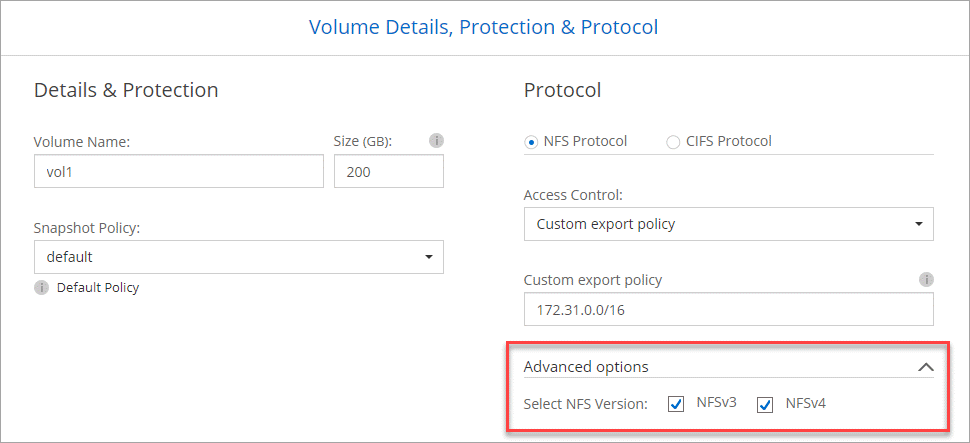 Volume Details, Protection & Protocol
Details & Protection
Volume Name:
Size (GB):
i
vol1
200
Snapshot Policy:
default
i Default Policy
Protocol
NFS Protocol
CIFS Protocol
Access Control:
Custom export policy
Custom export policy
i
172.31.0.0/16
Advanced options
Select NFS Version: NFSv3 NFSv4